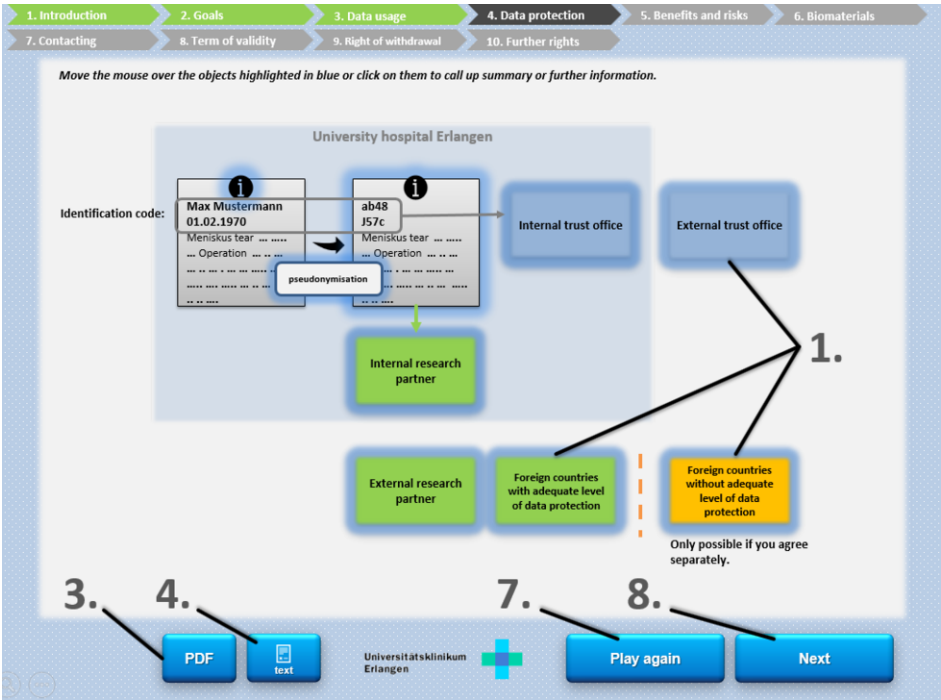 1. Introduction
2. Goals
3. Data usage
4. Data protection
5. Benefits and risks
6. Biomaterials
7. Contacting
8. Term of validity
9. Right of withdrawal
10. Further rights
Move the mouse over the objects highlighted in blue or click on them to call up summary or further information.
University hospital Erlangen
Identification code:
i
Max Mustermann
01.02.1970
Meniskus tear ... .....
... Operation ... .. ...
... .. ... . ... ... ..... ...
..... .... ..... ... .. ...
.. .. ....
pseudonymisation
i
ab48
J57c
Meniskus tear ... .....
... Operation ... .. ...
... . ... ... ..... ...
... ..... ... .. ... .....
.. .. ....
Internal trust office
External trust office
1.
Internal research
partner
External research
partner
Foreign countries
with adequate level
of data protection
Foreign countries
without adequate
level of data
protection
Only possible if you agree
separately.
3.
4.
7.
8.
PDF
text
Universitätsklinikum
Erlangen
Play again
Next